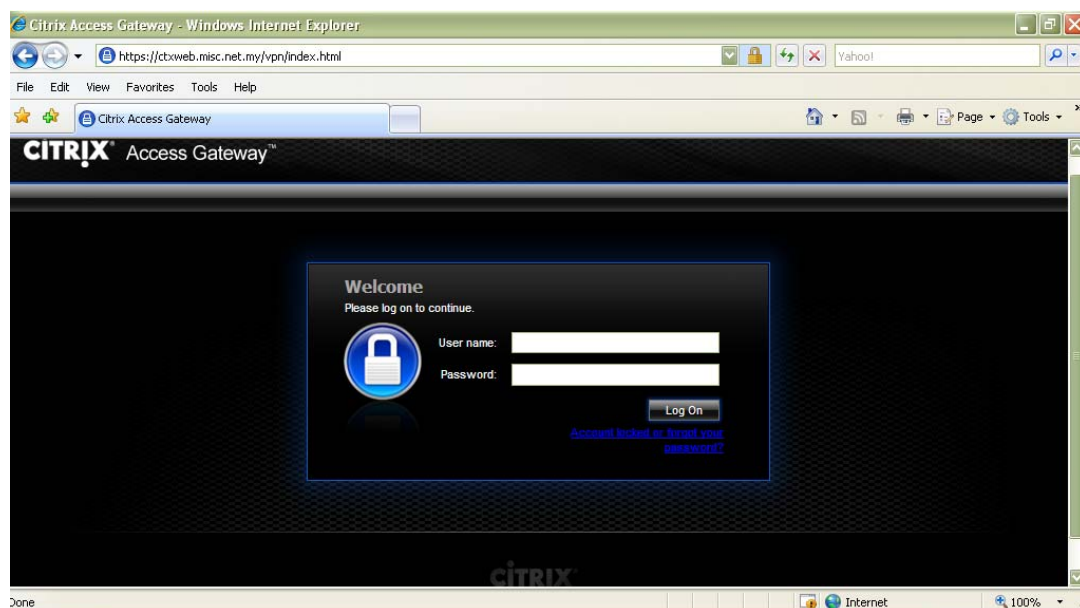 Citrix Access Gateway - Windows Internet Explorer
https://ctxweb.misc.net.my/vpn/index.html
Yahoo!
File Edit View Favorites Tools Help
Citrix Access Gateway
Page Tools
CITRIX Access Gateway™
Welcome
Please log on to continue.
User name:
Password:
Log On
Account locked or forgot your
password?
CITRIX
Done
Internet
100%